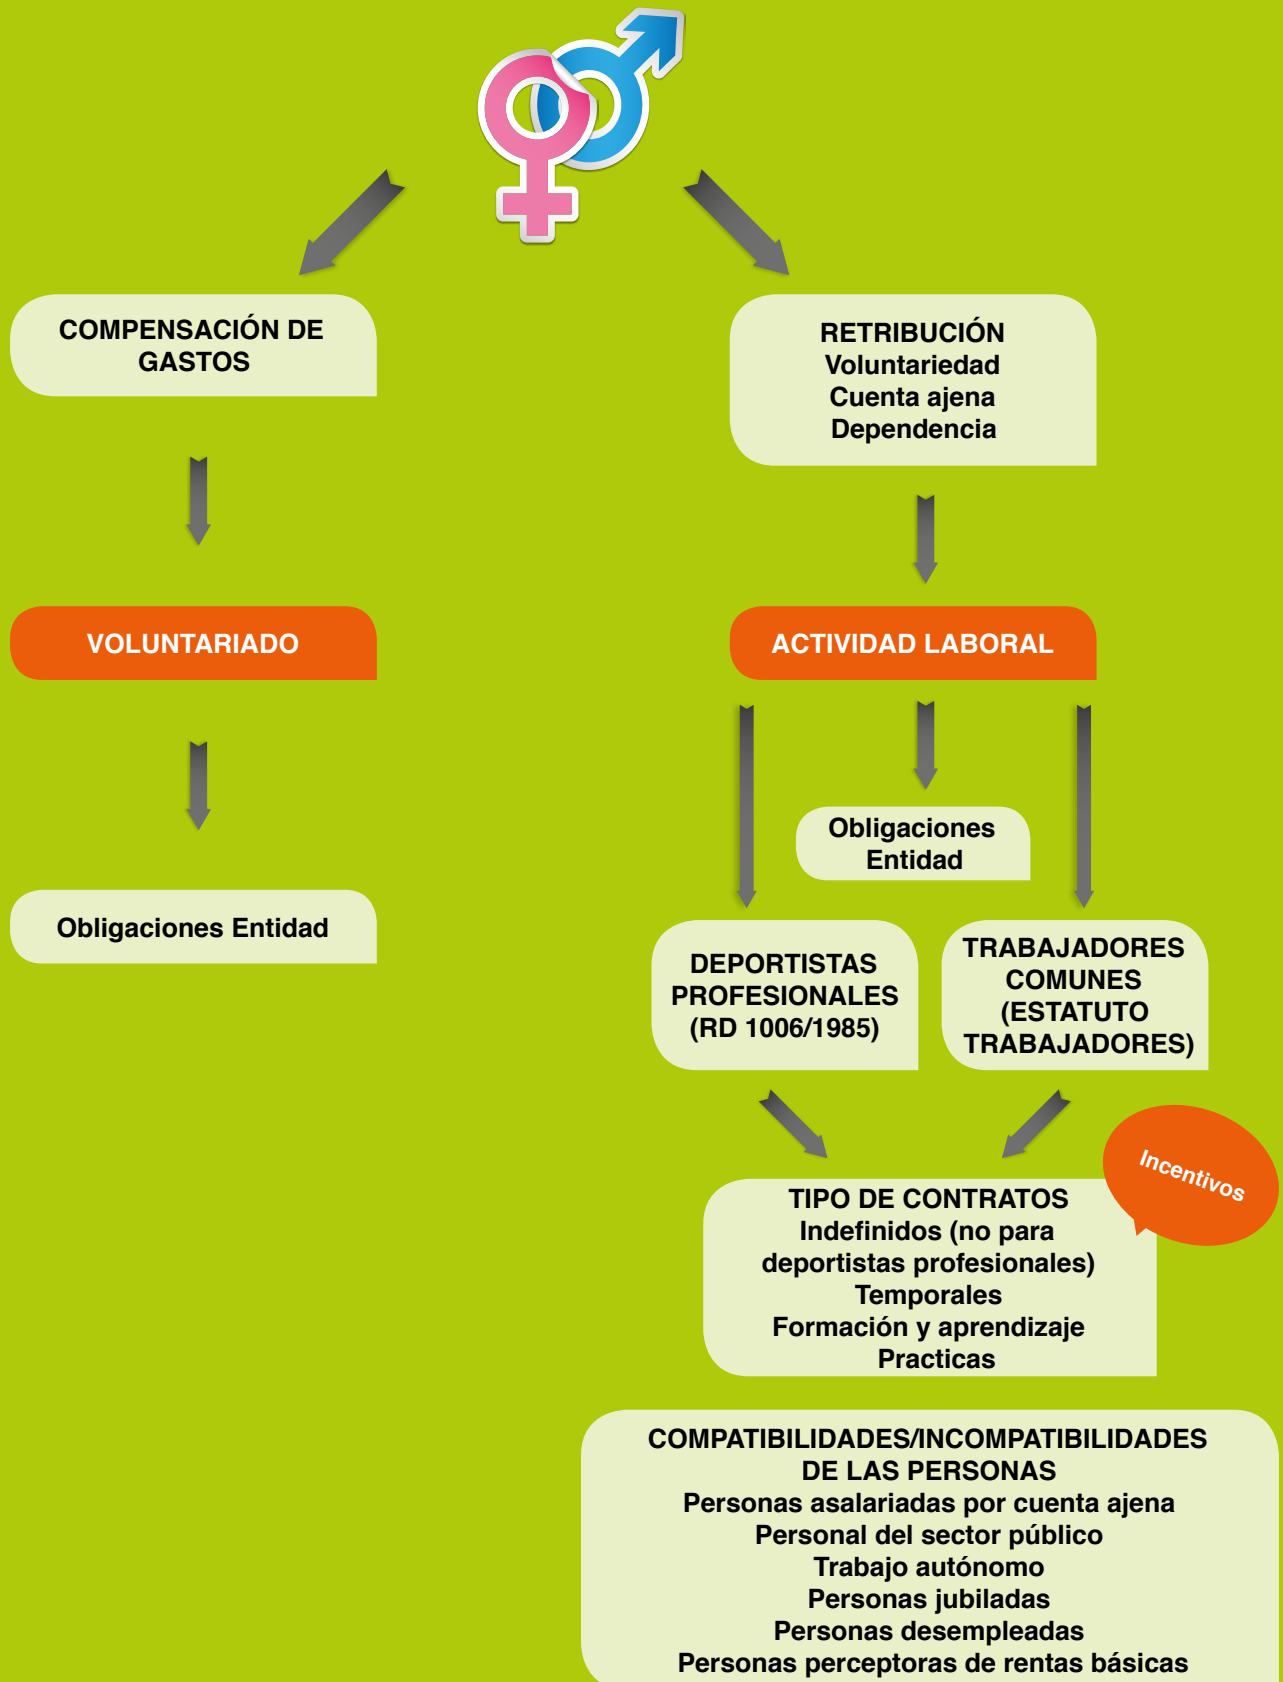 COMPENSACIÓN DE
GASTOS
VOLUNTARIADO
Obligaciones Entidad
RETRIBUCIÓN
Voluntariedad
Cuenta ajena
Dependencia
ACTIVIDAD LABORAL
Obligaciones
Entidad
DEPORTISTAS
PROFESIONALES
(RD 1006/1985)
TRABAJADORES
COMUNES
(ESTATUTO
TRABAJADORES)
Incentivos
TIPO DE CONTRATOS
Indefinidos (no para
deportistas profesionales)
Temporales
Formación y aprendizaje
Practicas
COMPATIBILIDADES/INCOMPATIBILIDADES
DE LAS PERSONAS
Personas asalariadas por cuenta ajena
Personal del sector público
Trabajo autónomo
Personas jubiladas
Personas desempleadas
Personas perceptoras de rentas básicas